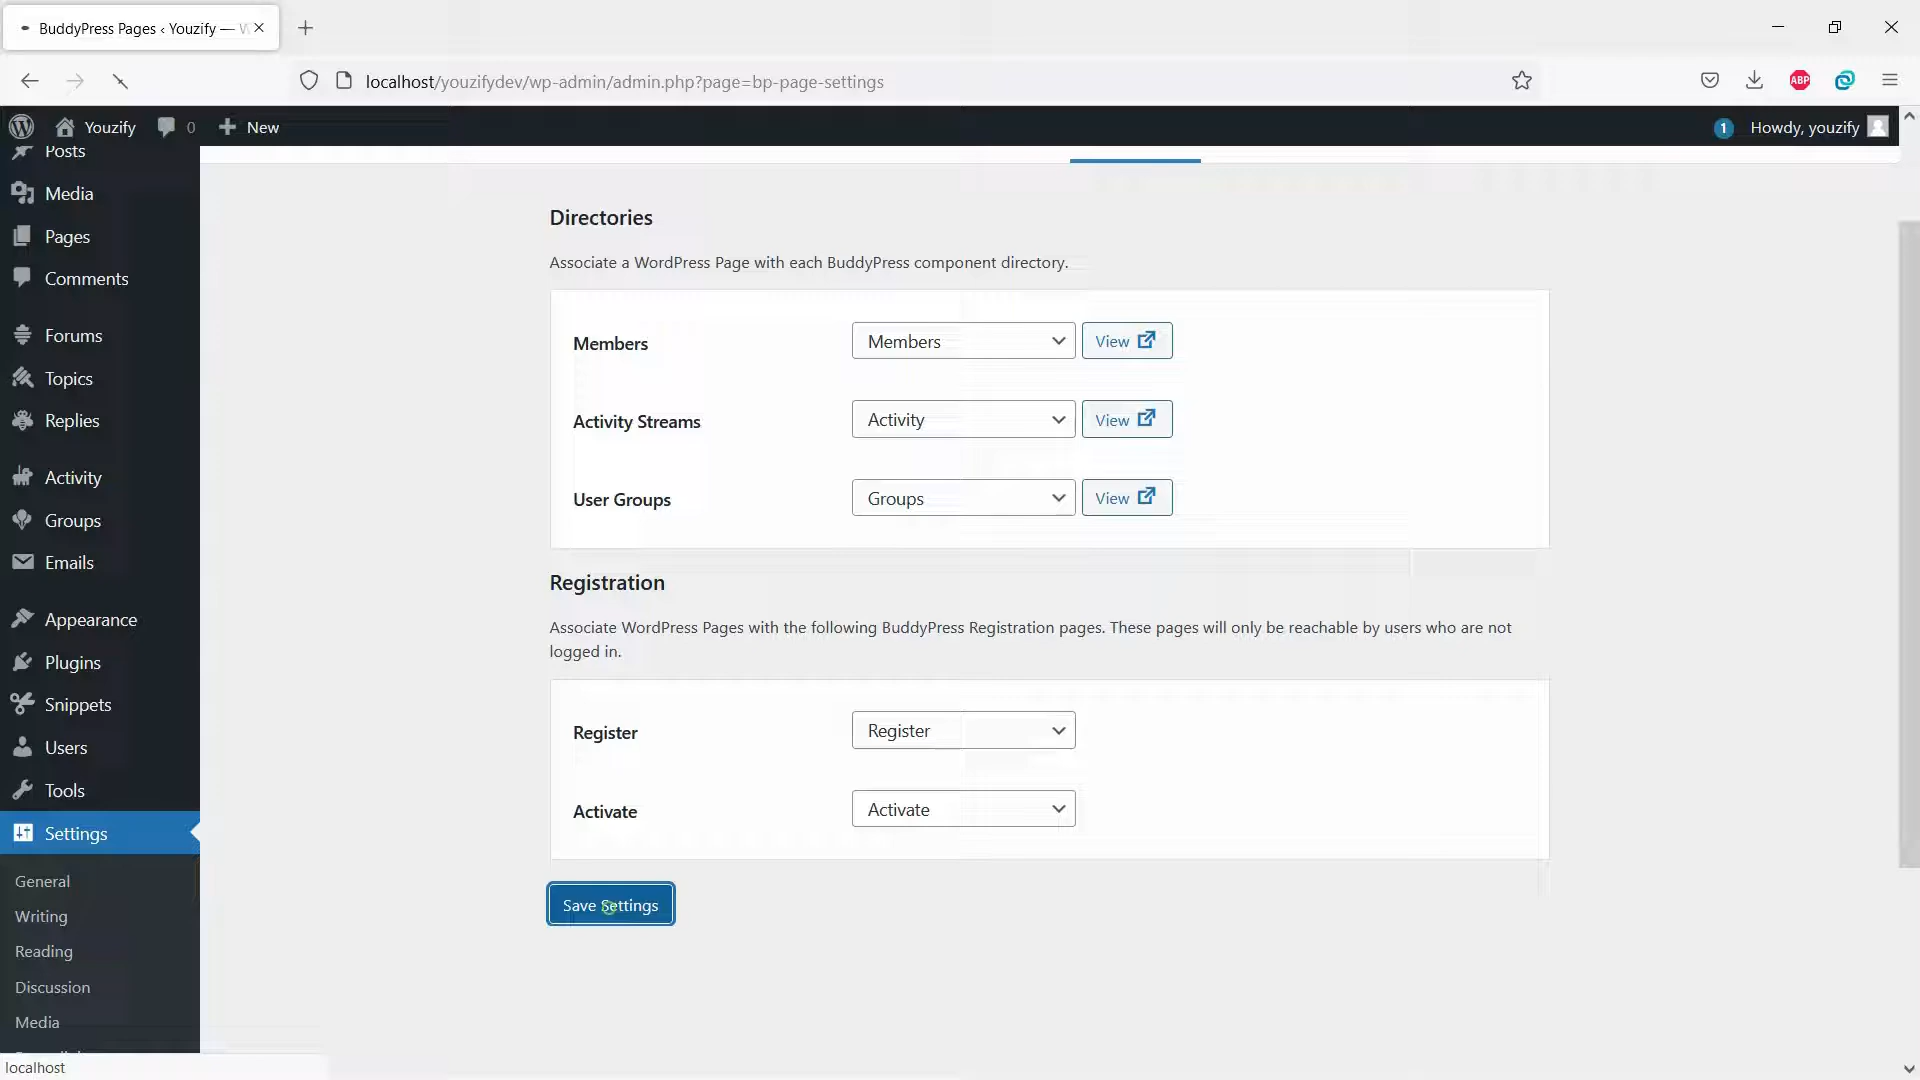 BuddyPress Pages ‹ Youzify — W
localhost/youzifydev/wp-admin/admin.php?page=bp-page-settings
ABP
Youzify 0 New
1 Howdy, youzify
Posts
Media
Pages
Comments
Forums
Topics
Replies
Activity
Groups
Emails
Appearance
Plugins
Snippets
Users
Tools
Settings
General
Writing
Reading
Discussion
Media
localhost
Directories
Associate a WordPress Page with each BuddyPress component directory.
Members Members View
Activity Streams Activity View
User Groups Groups View
Registration
Associate WordPress Pages with the following BuddyPress Registration pages. These pages will only be reachable by users who are not
logged in.
Register Register
Activate Activate
Save Settings